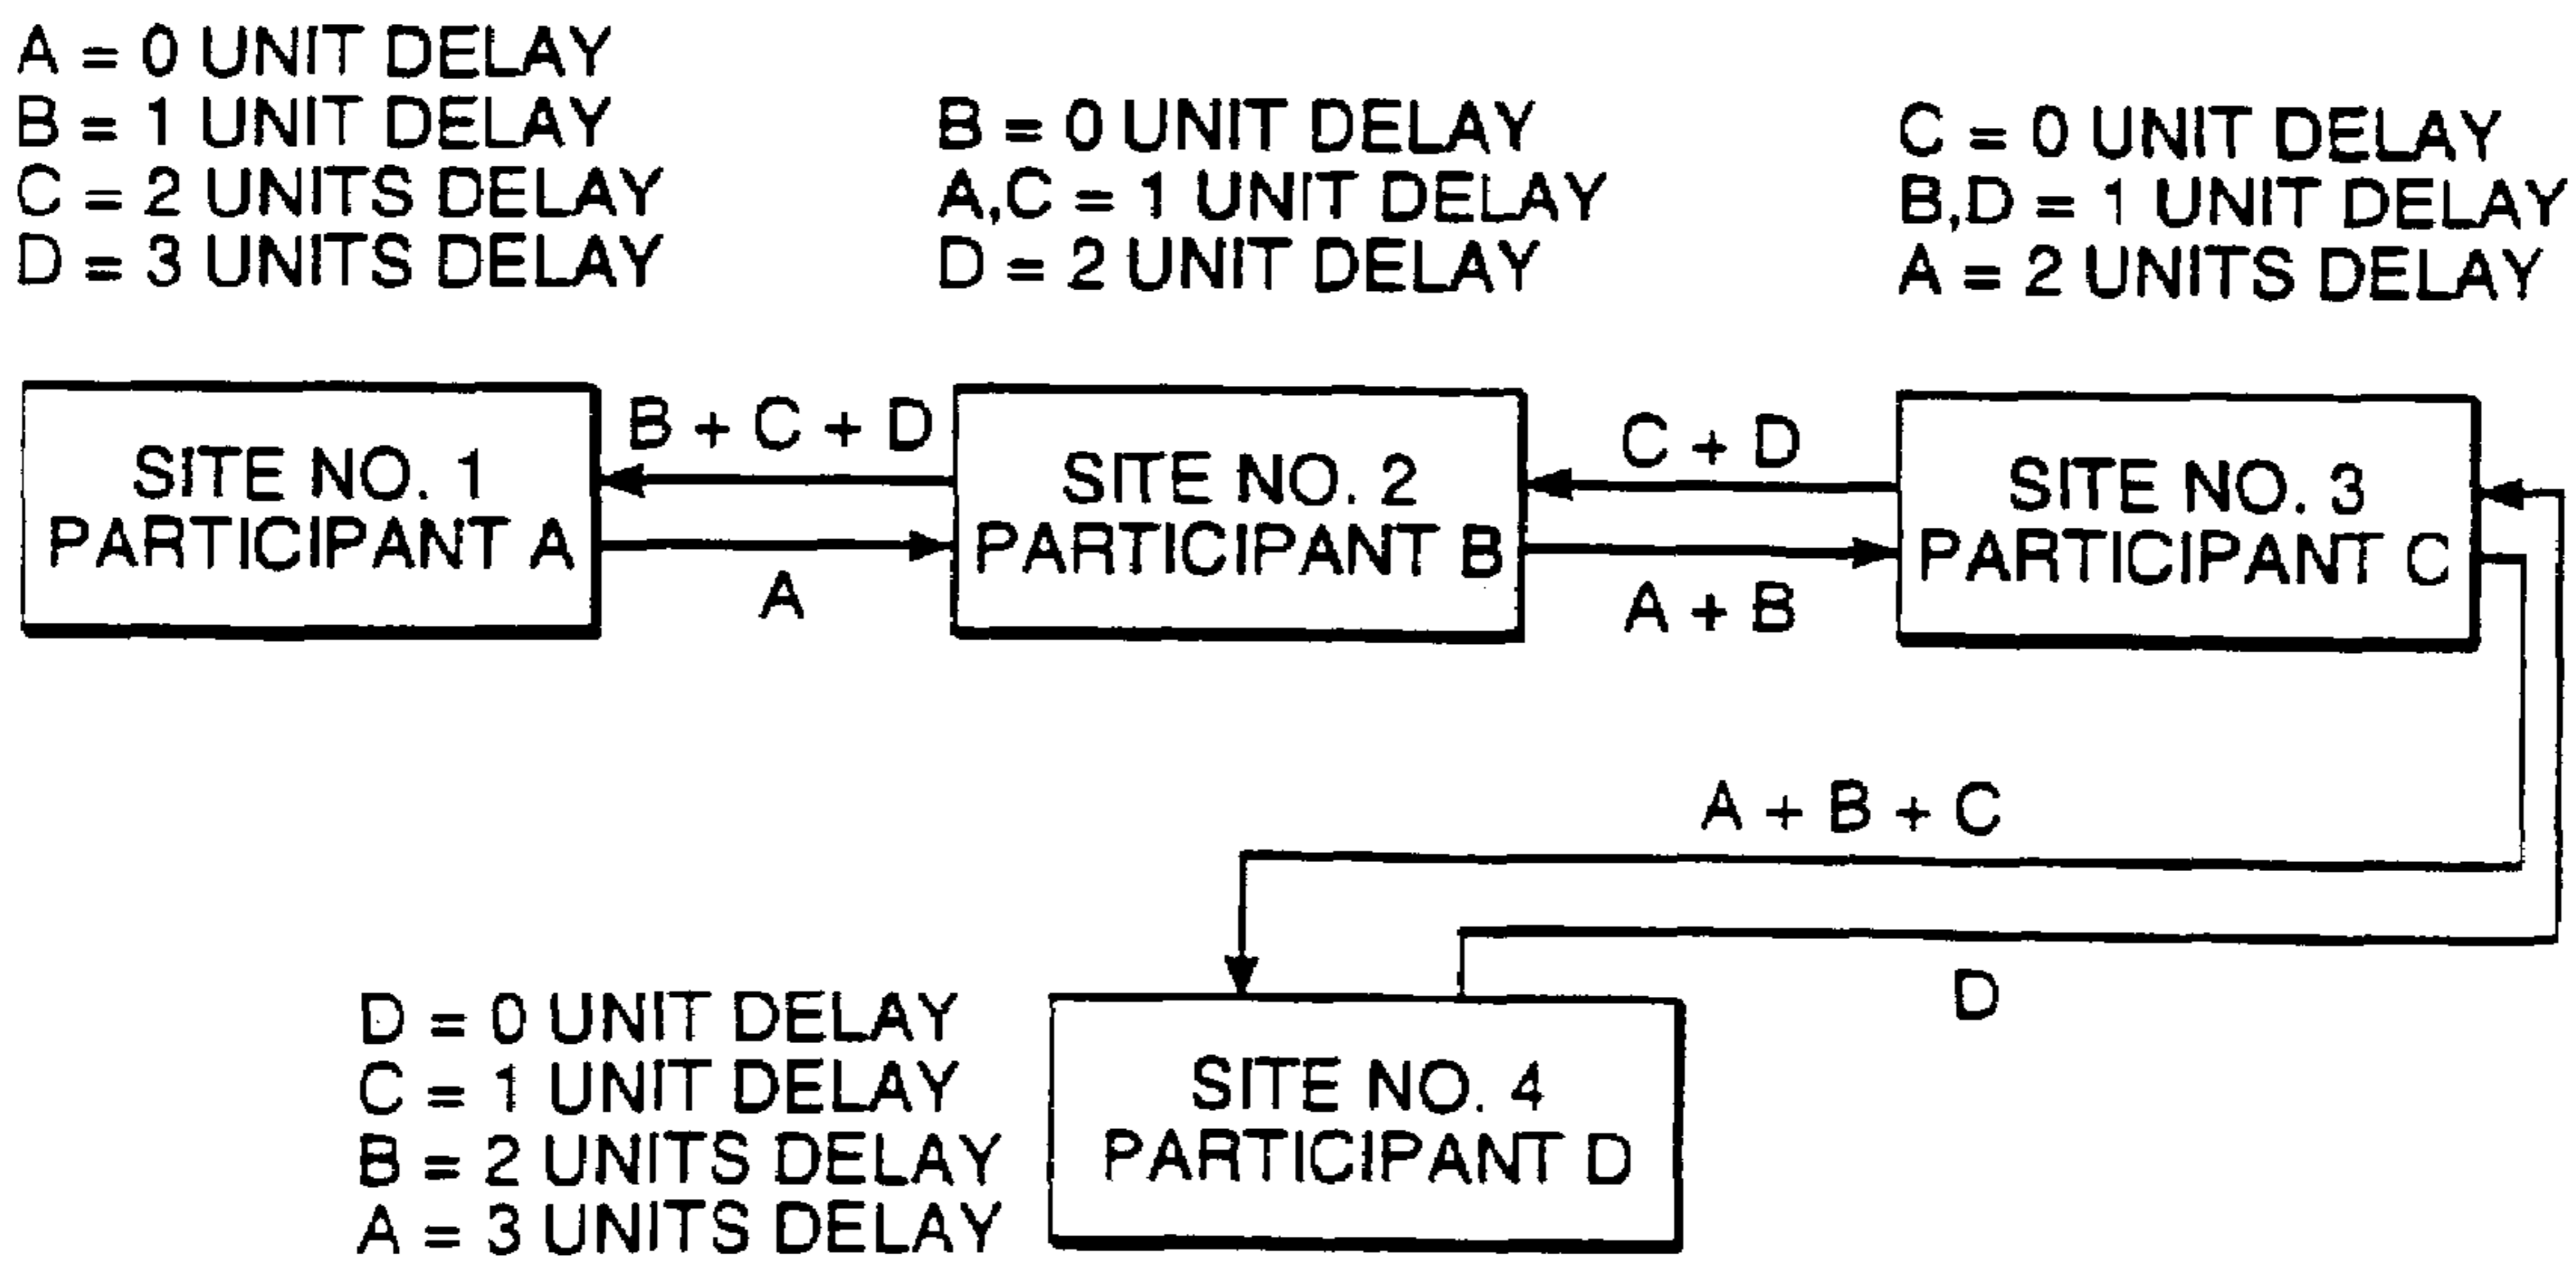 A = 0 UNIT DELAY
B = 1 UNIT DELAY
C = 2 UNITS DELAY
D = 3 UNITS DELAY
B = 0 UNIT DELAY
A,C = 1 UNIT DELAY
D = 2 UNIT DELAY
C = 0 UNIT DELAY
B,D = 1 UNIT DELAY
A = 2 UNITS DELAY
SITE NO. 1
PARTICIPANT A
B + C + D
A
SITE NO. 2
PARTICIPANT B
C + D
A + B
SITE NO. 3
PARTICIPANT C
A + B + C
D
D = 0 UNIT DELAY
C = 1 UNIT DELAY
B = 2 UNITS DELAY
A = 3 UNITS DELAY
SITE NO. 4
PARTICIPANT D